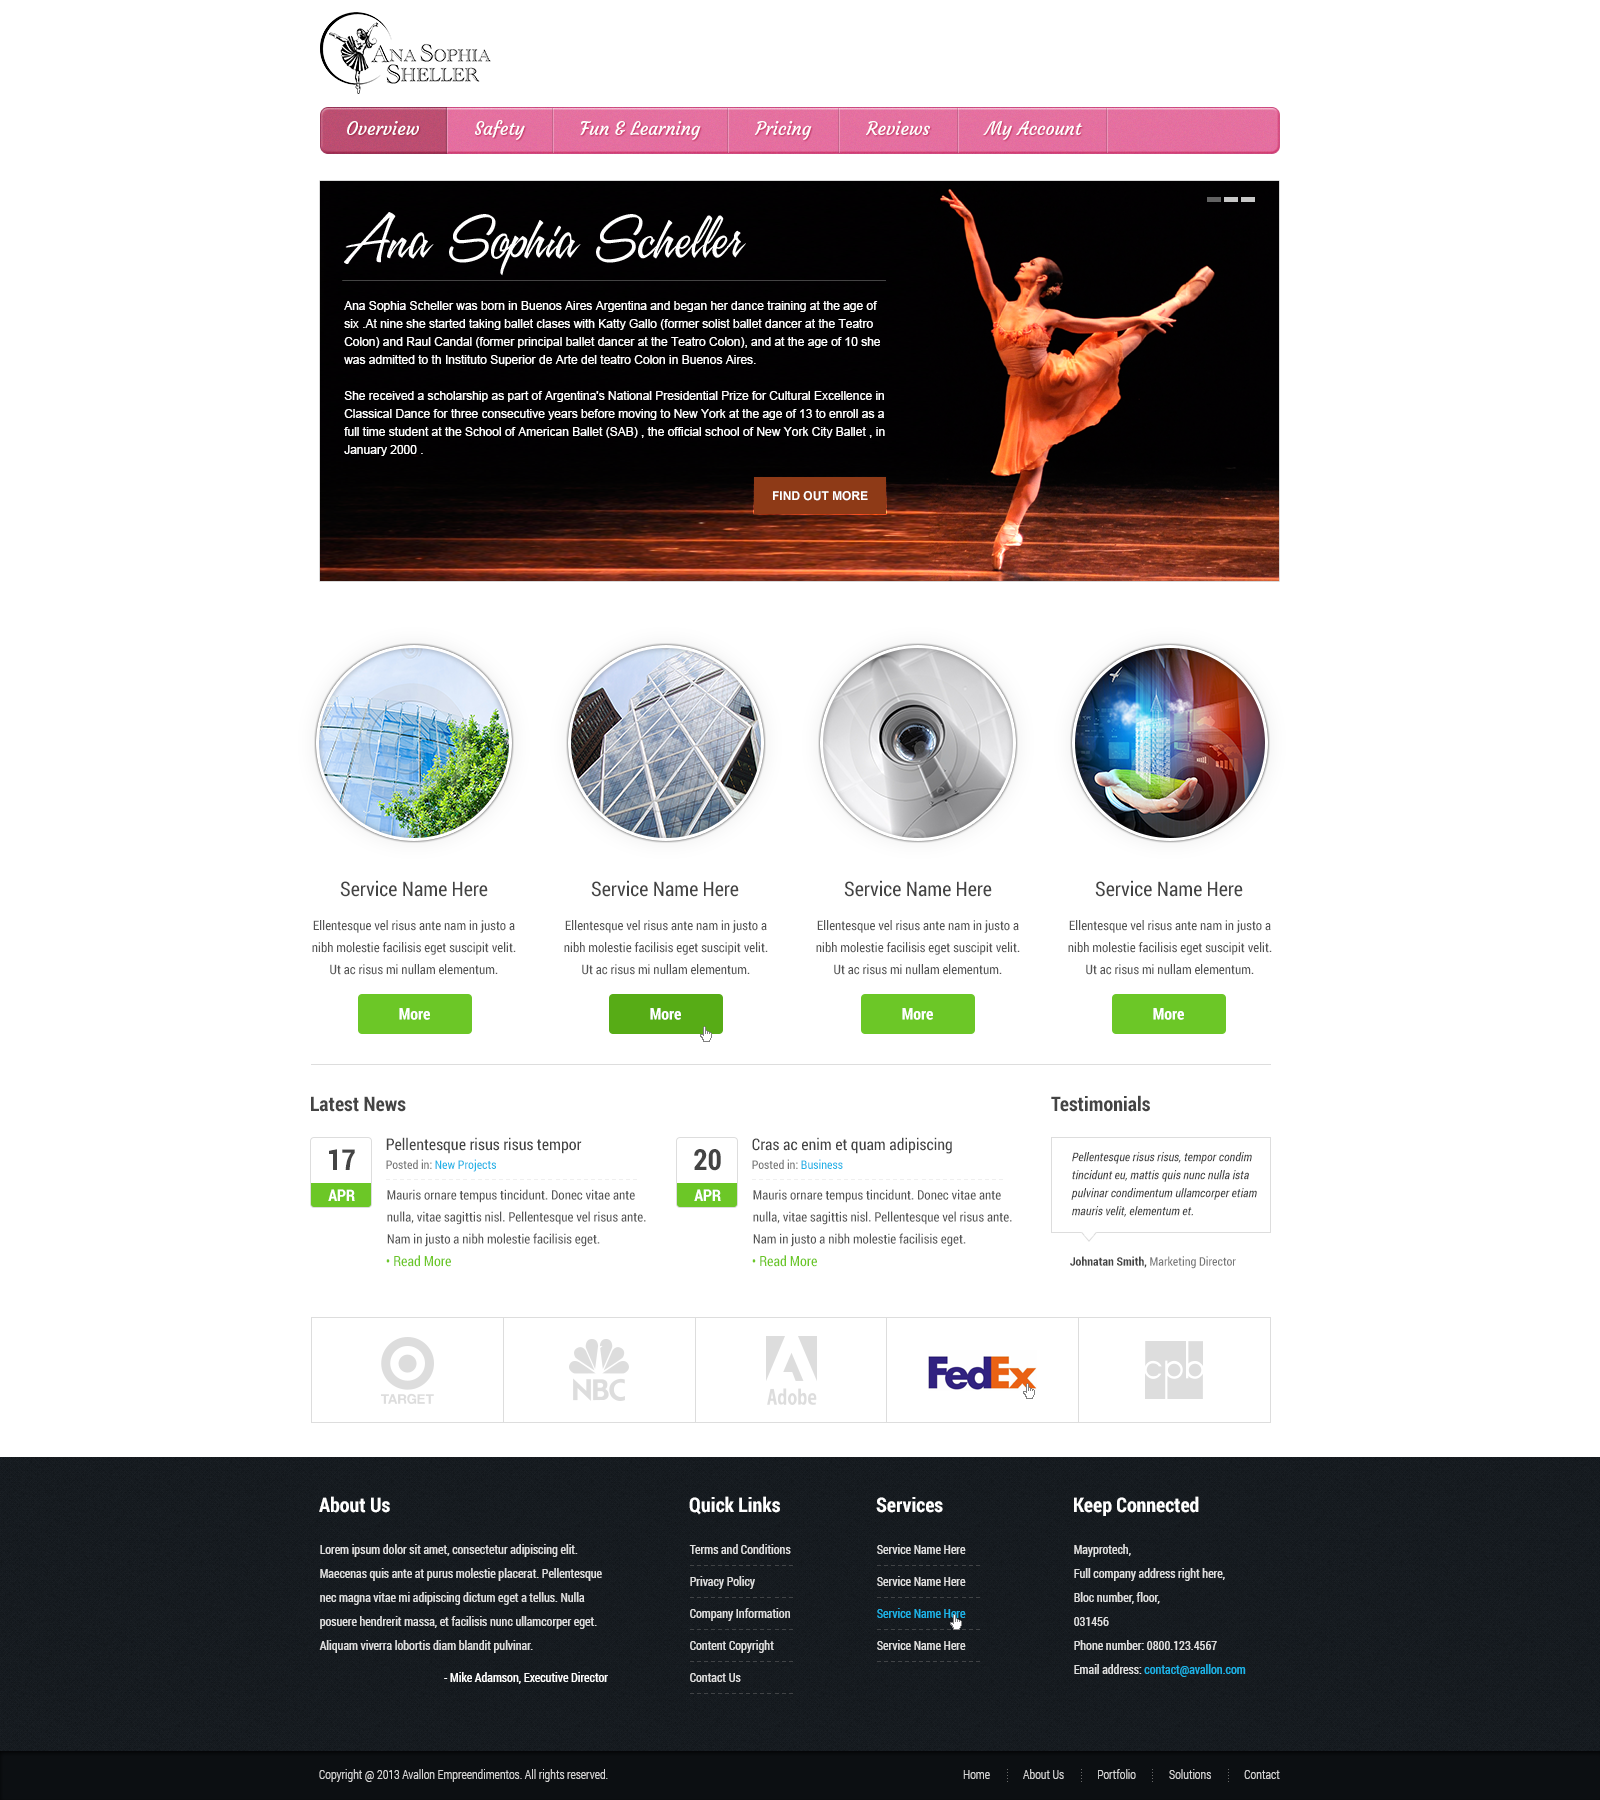 ANA SOPHIA
SHELLER
Overview
Safety
Fun & Learning
Pricing
Reviews
My Account
Ana Sophia Scheller
Ana Sophia Scheller was born in Buenos Aires Argentina and began her dance training at the age of
six .At nine she started taking ballet clases with Katty Gallo (former solist ballet dancer at the Teatro
Colon) and Raul Candal (former principal ballet dancer at the Teatro Colon), and at the age of 10 she
was admitted to th Instituto Superior de Arte del teatro Colon in Buenos Aires.
She received a scholarship as part of Argentina's National Presidential Prize for Cultural Excellence in
Classical Dance for three consecutive years before moving to New York at the age of 13 to enroll as a
full time student at the School of American Ballet (SAB) , the official school of New York City Ballet , in
January 2000 .
FIND OUT MORE
Service Name Here
Ellentesque vel risus ante nam in justo a
nibh molestie facilisis eget suscipit velit.
Ut ac risus mi nullam elementum.
More
Service Name Here
Ellentesque vel risus ante nam in justo a
nibh molestie facilisis eget suscipit velit.
Ut ac risus mi nullam elementum.
More
Service Name Here
Ellentesque vel risus ante nam in justo a
nibh molestie facilisis eget suscipit velit.
Ut ac risus mi nullam elementum.
More
Service Name Here
Ellentesque vel risus ante nam in justo a
nibh molestie facilisis eget suscipit velit.
Ut ac risus mi nullam elementum.
More
Latest News
17
APR
Pellentesque risus risus tempor
Posted in: New Projects
Mauris ornare tempus tincidunt. Donec vitae ante
nulla, vitae sagittis nisl. Pellentesque vel risus ante.
Nam in justo a nibh molestie facilisis eget.
• Read More
20
APR
Cras ac enim et quam adipiscing
Posted in: Business
Mauris ornare tempus tincidunt. Donec vitae ante
nulla, vitae sagittis nisl. Pellentesque vel risus ante.
Nam in justo a nibh molestie facilisis eget.
• Read More
Testimonials
Pellentesque risus risus, tempor condim
tincidunt eu, mattis quis nunc nulla ista
pulvinar condimentum ullamcorper etiam
mauris velit, elementum et.
Johnatan Smith, Marketing Director
TARGET
NBC
Adobe
FedEx
cpb
About Us
Lorem ipsum dolor sit amet, consectetur adipiscing elit.
Maecenas quis ante at purus molestie placerat. Pellentesque
nec magna vitae mi adipiscing dictum eget a tellus. Nulla
posuere hendrerit massa, et facilisis nunc ullamcorper eget.
Aliquam viverra lobortis diam blandit pulvinar.
- Mike Adamson, Executive Director
Quick Links
Terms and Conditions
Privacy Policy
Company Information
Content Copyright
Contact Us
Services
Service Name Here
Service Name Here
Service Name Here
Service Name Here
Keep Connected
Mayprotech,
Full company address right here,
Bloc number, floor,
031456
Phone number: 0800.123.4567
Email address: contact@avallon.com
Copyright @ 2013 Avallon Empreendimentos. All rights reserved.
Home
About Us
Portfolio
Solutions
Contact